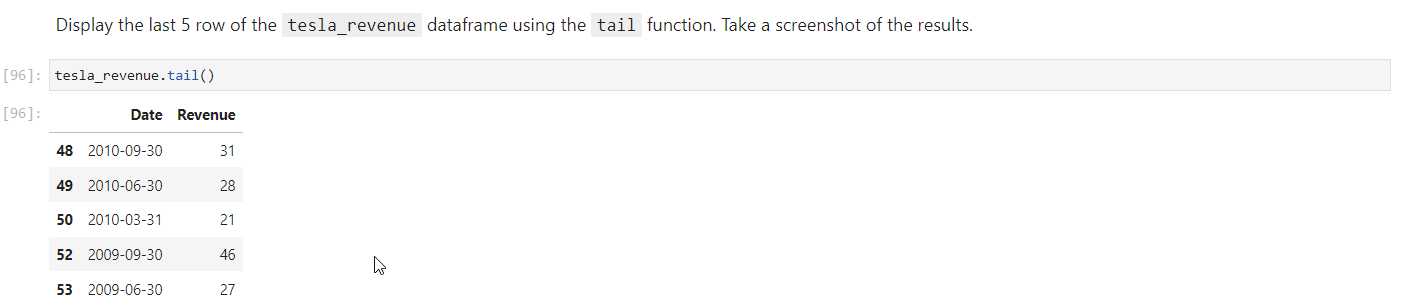 Display the last 5 row of the tesla_revenue dataframe using the tail function. Take a screenshot of the results.
[96]: tesla_revenue.tail()
[96]:
Date Revenue
48 2010-09-30 31
49 2010-06-30 28
50 2010-03-31 21
52 2009-09-30 46
53 2009-06-30 27